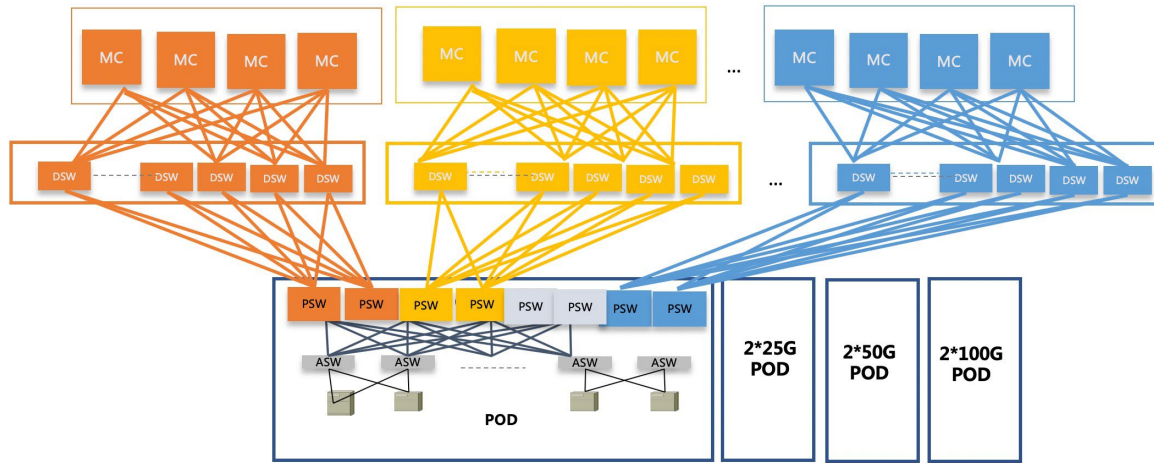 MC MC MC MC
MC MC MC MC
...
MC MC MC MC
DSW DSW DSW DSW DSW
DSW DSW DSW DSW DSW
...
DSW DSW DSW DSW DSW
PSW PSW PSW PSW PSW PSW PSW PSW
ASW ASW ASW ASW
POD
2*25G
POD
2*50G
POD
2*100G
POD